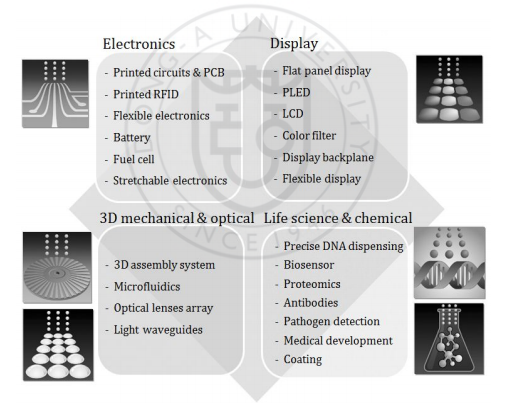 Electronics
- Printed circuits & PCB
- Printed RFID
- Flexible electronics
- Battery
- Fuel cell
- Stretchable electronics
Display
- Flat panel display
- PLED
- LCD
- Color filter
- Display backplane
- Flexible display
3D mechanical & optical
- 3D assembly system
- Microfluidics
- Optical lenses array
- Light waveguides
Life science & chemical
- Precise DNA dispensing
- Biosensor
- Proteomics
- Antibodies
- Pathogen detection
- Medical development
- Coating